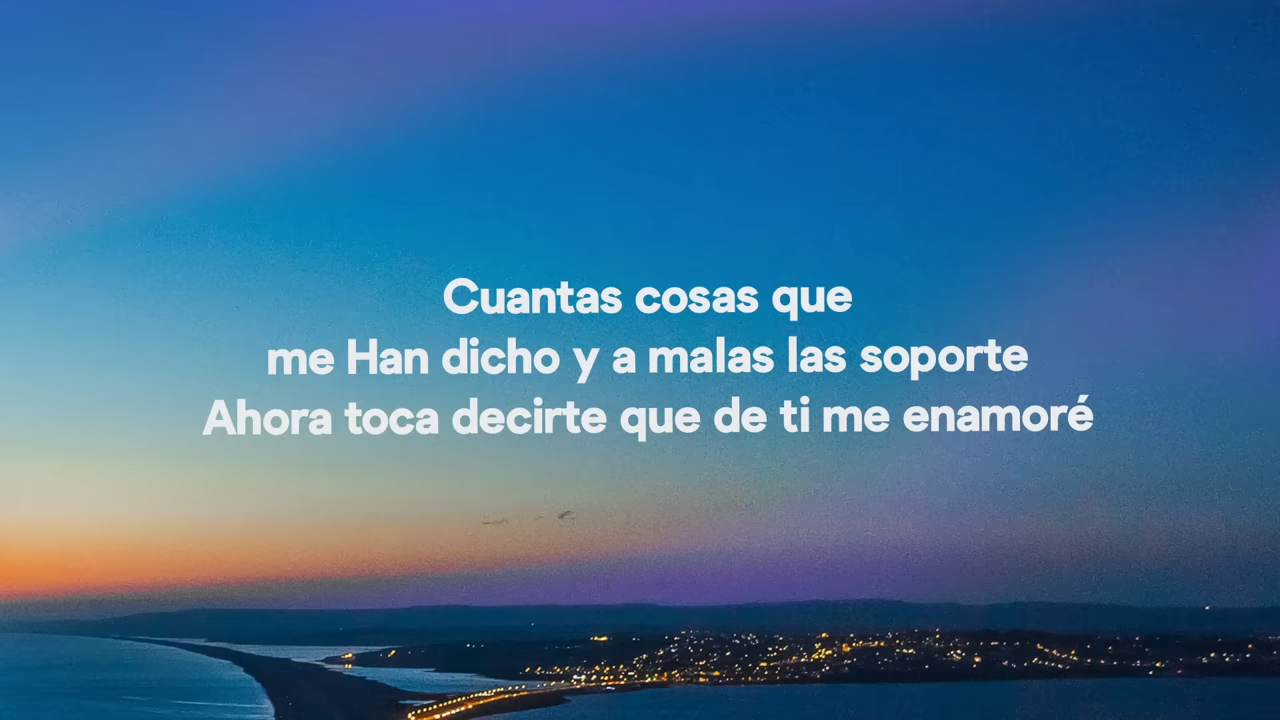 Cuantas cosas que
me Han dicho y a malas las soporte
Ahora toca decirte que de ti me enamoré